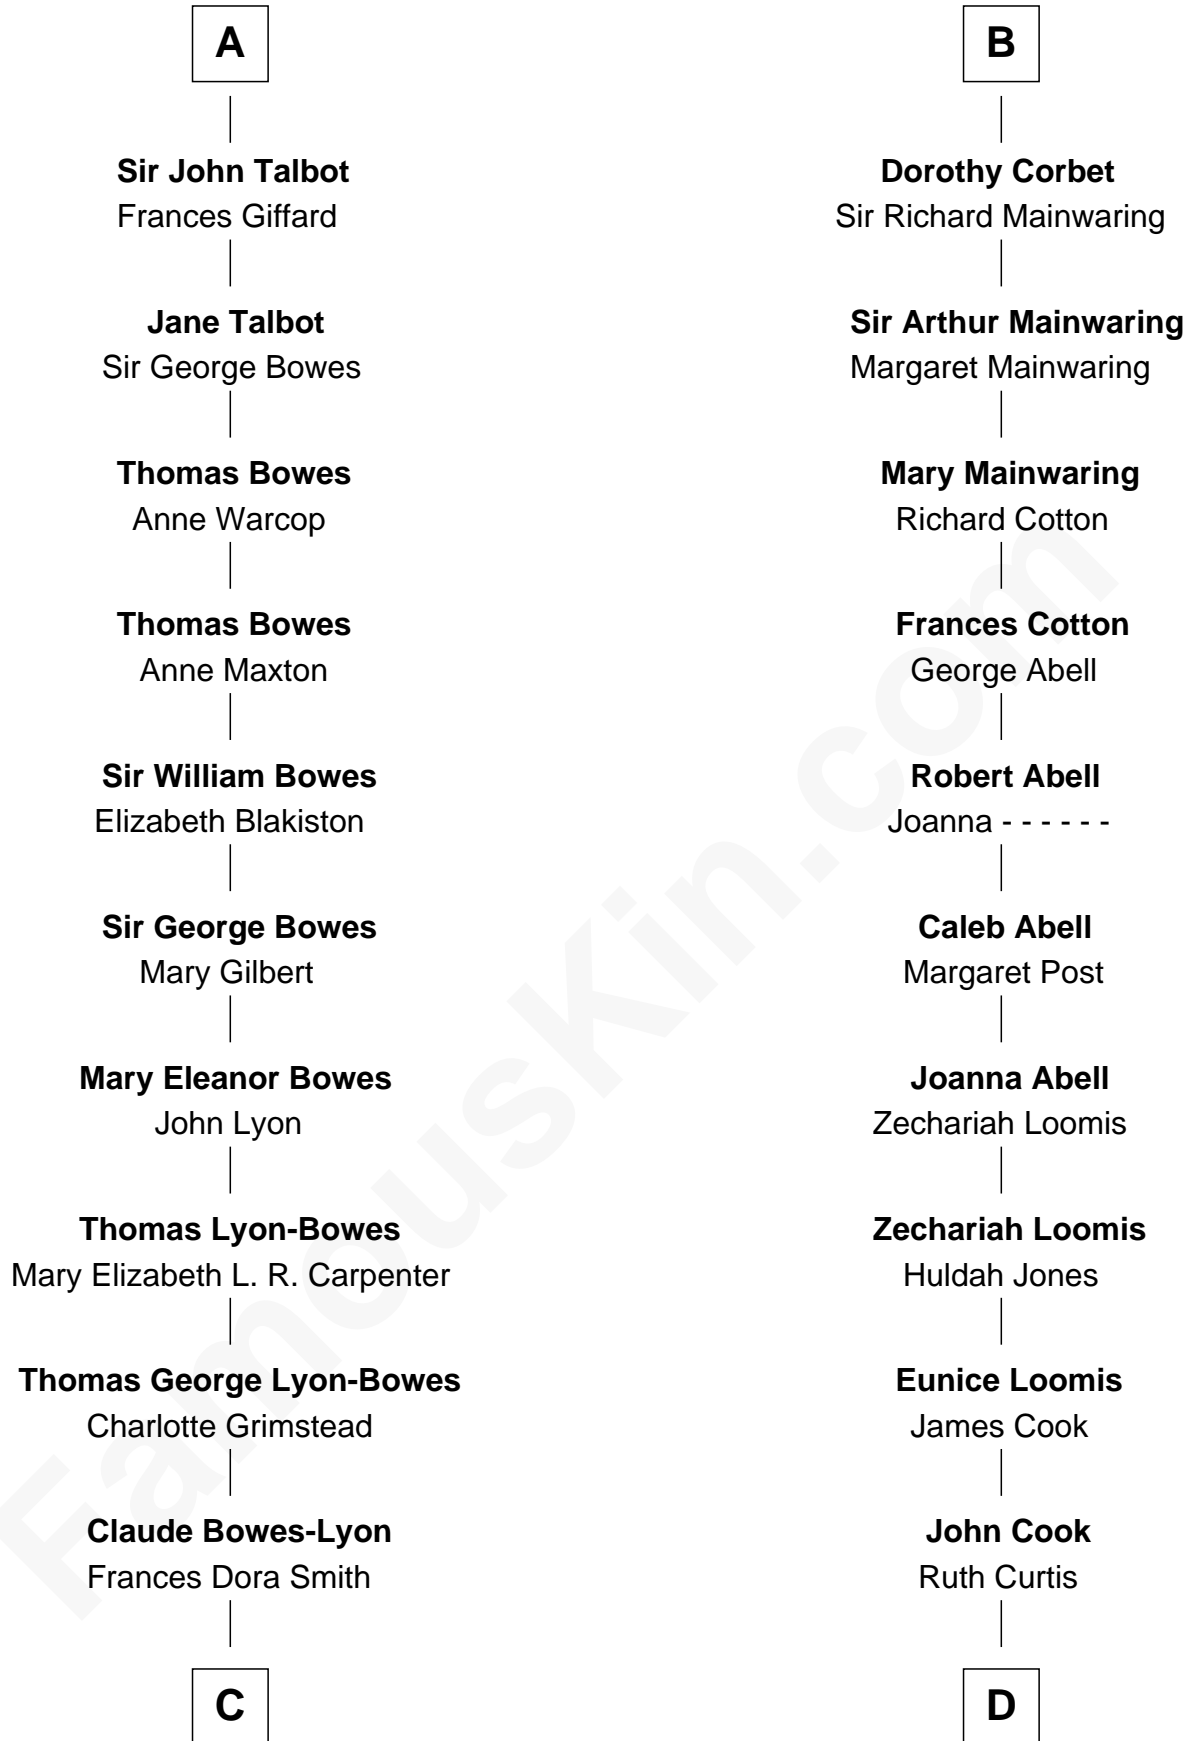 A
Sir John Talbot
Frances Giffard
Jane Talbot
Sir George Bowes
Thomas Bowes
Anne Warcop
Thomas Bowes
Anne Maxton
Sir William Bowes
Elizabeth Blakiston
Sir George Bowes
Mary Gilbert
Mary Eleanor Bowes
John Lyon
Thomas Lyon-Bowes
Mary Elizabeth L. R. Carpenter
Thomas George Lyon-Bowes
Charlotte Grimstead
Claude Bowes-Lyon
Frances Dora Smith
C
B
Dorothy Corbet
Sir Richard Mainwaring
Sir Arthur Mainwaring
Margaret Mainwaring
Mary Mainwaring
Richard Cotton
Frances Cotton
George Abell
Robert Abell
Joanna - - - - - -
Caleb Abell
Margaret Post
Joanna Abell
Zechariah Loomis
Zechariah Loomis
Huldah Jones
Eunice Loomis
James Cook
John Cook
Ruth Curtis
D
FamousKin.com